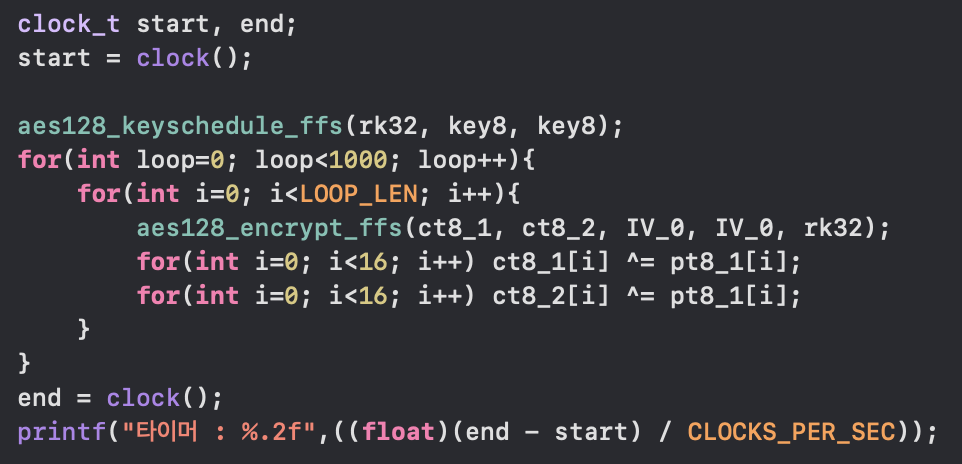 clock_t start, end;
start = clock();
aes128_keyschedule_ffs(rk32, key8, key8);
for(int loop=0; loop<1000; loop++){
for(int i=0; i<LOOP_LEN; i++){
aes128_encrypt_ffs(ct8_1, ct8_2, IV_0, IV_0, rk32);
for(int i=0; i<16; i++) ct8_1[i] ^= pt8_1[i];
for(int i=0; i<16; i++) ct8_2[i] ^= pt8_1[i];
}
}
end = clock();
printf("타이머 : %.2f",((float)(end - start) / CLOCKS_PER_SEC));